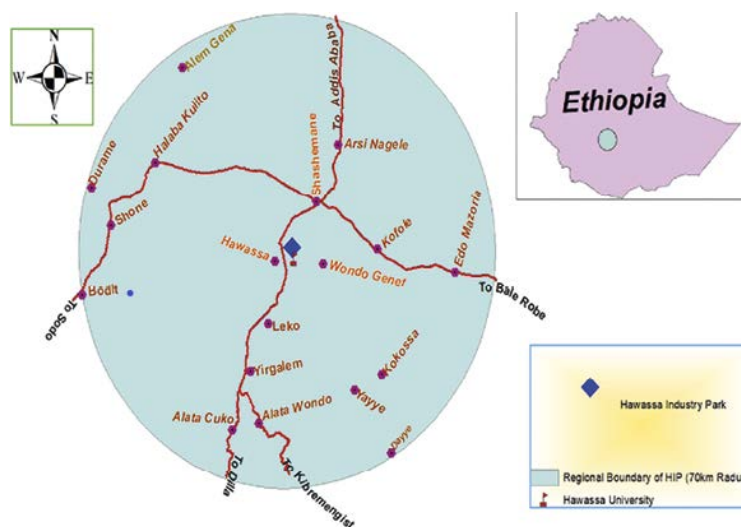 N
W
E
S
Alem Gena
To Addis Ababa
Ethiopia
Halaba Kulito
Arsi Nagele
Durame
Shashemane
Shone
Kofole
Edo Mazoria
Hawassa
Wondo Genet
Bodit
To Sodo
To Bale Robe
Leko
Yirgalem
Kokossa
Yayye
Alata Cuko
Alata Wondo
Dayye
To Dilla
To Kibremengist
Hawassa Industry Park
Regional Boundary of HIP (70km Radu
Hawassa University